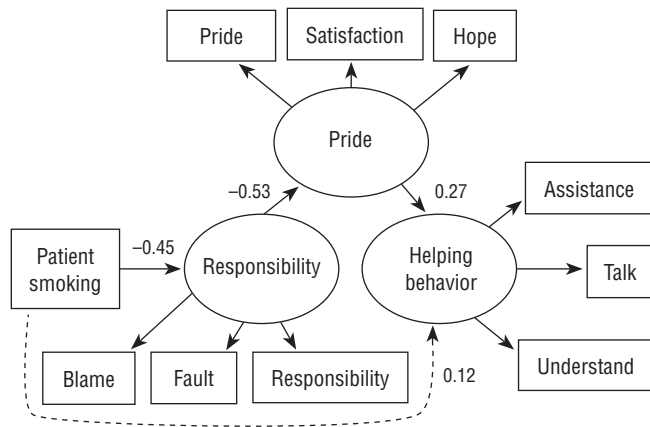 Pride
Satisfaction
Hope
Pride
−0.53
0.27
Assistance
Patient
smoking
−0.45
Responsibility
Helping
behavior
Talk
Blame
Fault
Responsibility
0.12
Understand